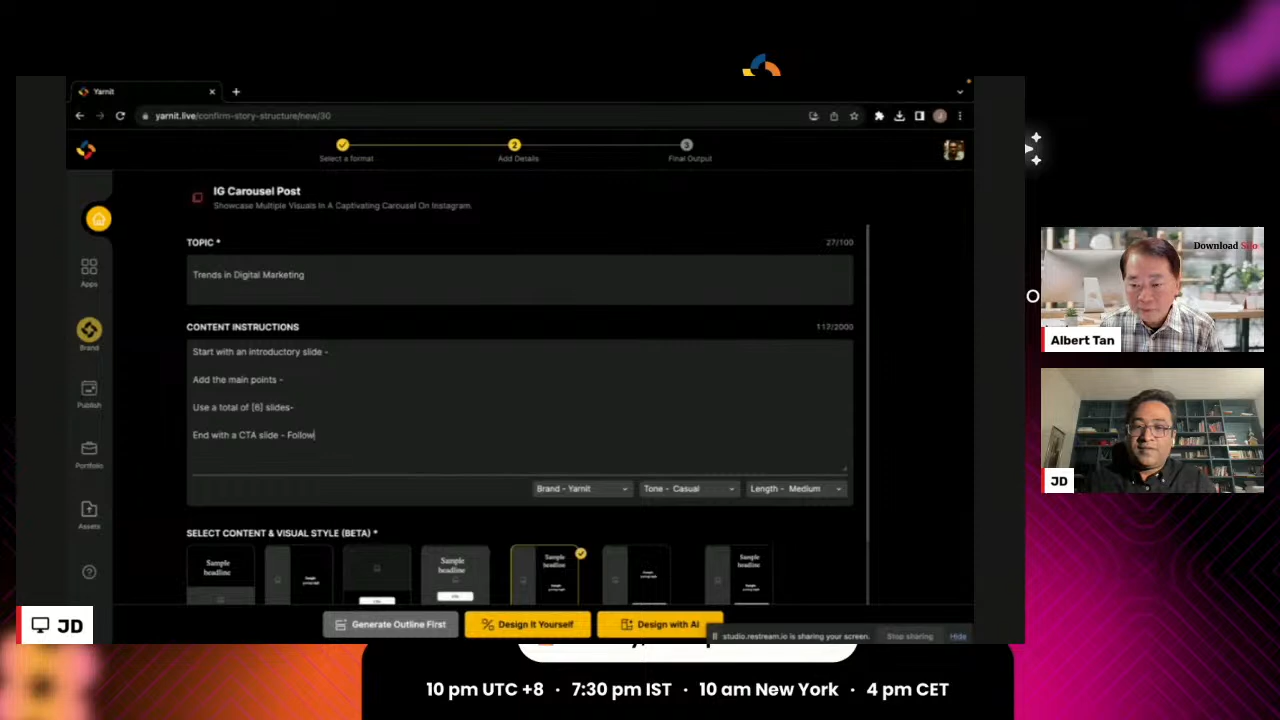 Yarnit
yarnit.live/confirm-story-structure/new/30
2
3
Select a format
Add Details
Final Output
IG Carousel Post
Showcase Multiple Visuals In A Captivating Carousel On Instagram.
TOPIC *
27/100
Trends in Digital Marketing
CONTENT INSTRUCTIONS
117/2000
Start with an introductory slide -
Add the main points -
Use a total of [6] slides-
End with a CTA slide - Follow
Brand - Yarnit
Tone - Casual
Length - Medium
SELECT CONTENT & VISUAL STYLE (BETA) *
Sample headline
Sample headline
Sample headline
Sample headline
Generate Outline First
Design It Yourself
Design with AI
studio.restream.io is sharing your screen.
Stop sharing
Hide
Apps
Brand
Publish
Portfolio
Assets
J
JD
Download
Albert Tan
JD
O
10 pm UTC +8 · 7:30 pm IST · 10 am New York · 4 pm CET